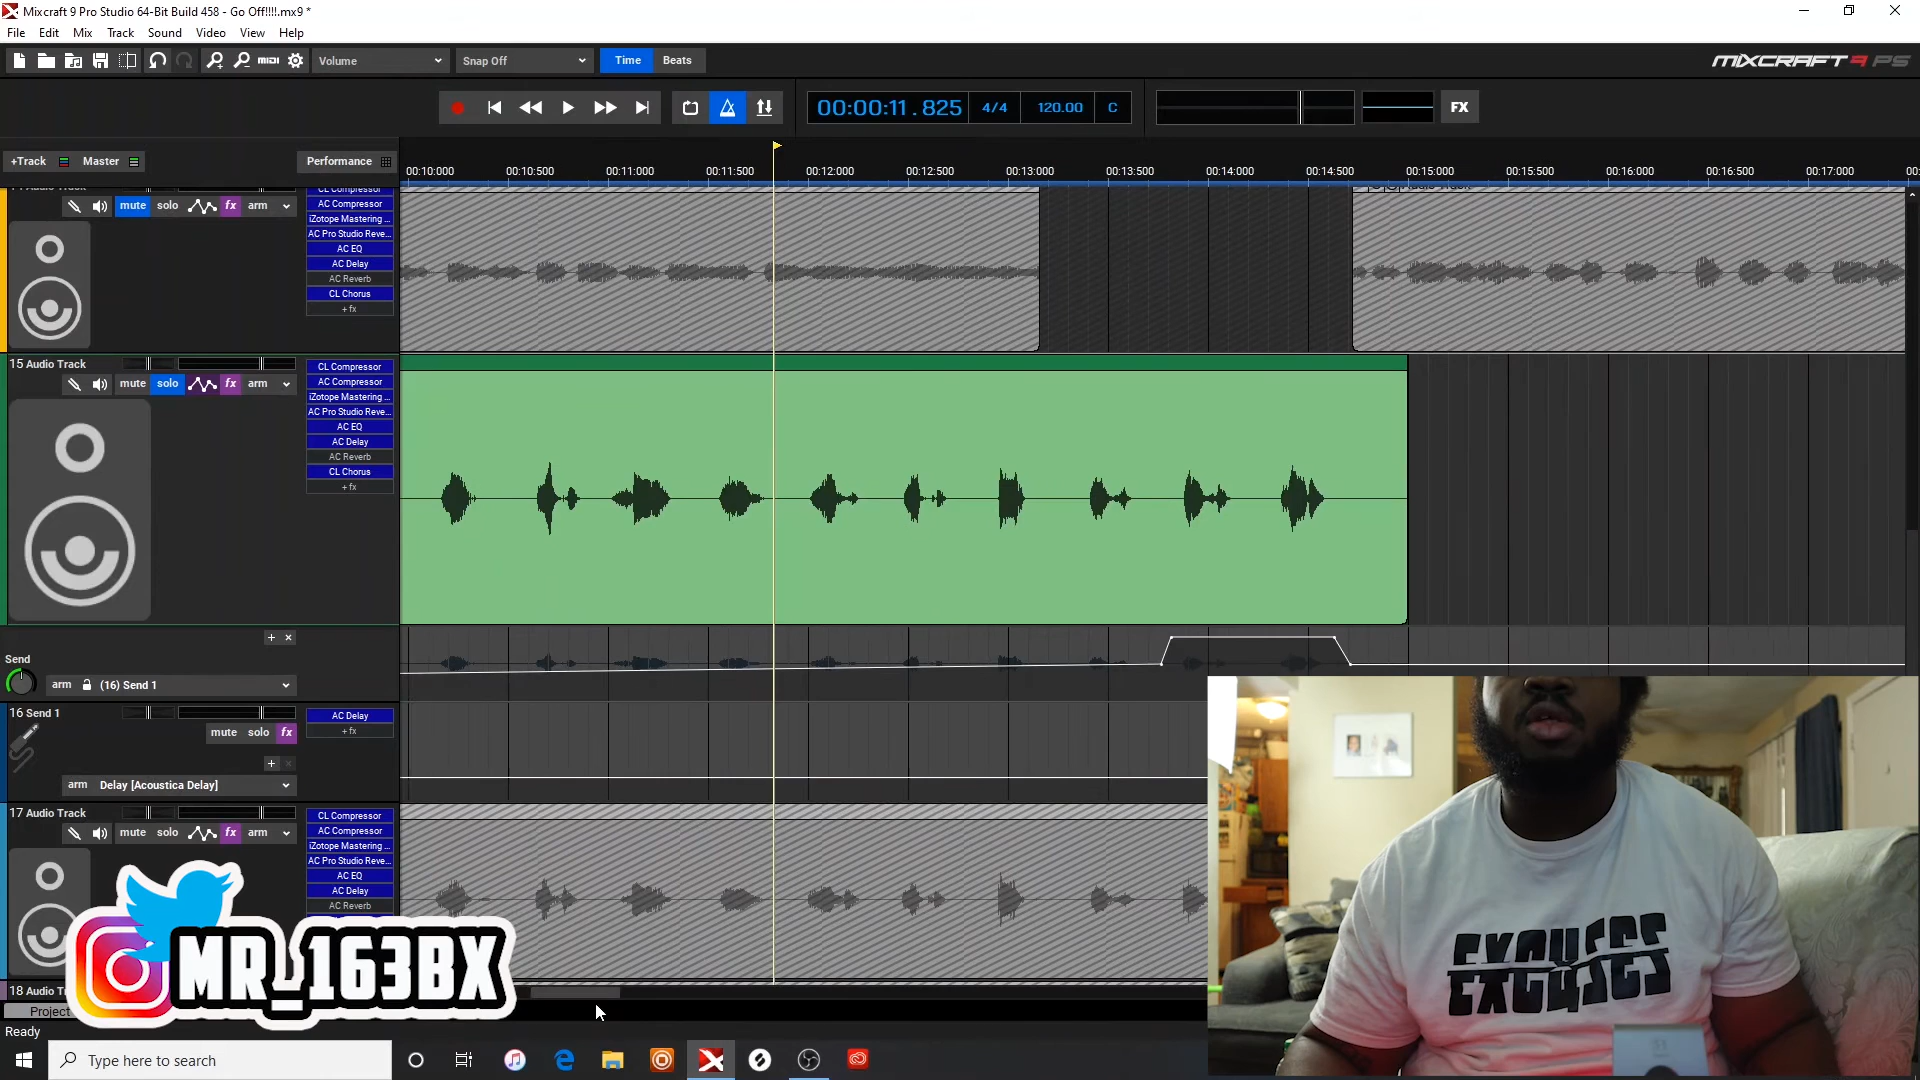 Mixcraft 9 Pro Studio 64-Bit Build 458 - Go Off!!!!.mx9 *
File Edit Mix Track Sound Video View Help
MIDI Volume Snap Off Time Beats MIXCRAFT 9 PS
00:00:11.825 4/4 120.00 C FX
+Track Master Performance
00:10:000 00:10:500 00:11:000 00:11:500 00:12:000 00:12:500 00:13:000 00:13:500 00:14:000 00:14:500 00:15:000 00:15:500 00:16:000 00:16:500 00:17:000 00:
CL Compressor
mute solo fx arm
AC Compressor
iZotope Mastering ...
AC Pro Studio Reve...
AC EQ
AC Delay
AC Reverb
CL Chorus
+ fx
15 Audio Track
mute solo fx arm
CL Compressor
AC Compressor
iZotope Mastering ...
AC Pro Studio Reve...
AC EQ
AC Delay
AC Reverb
CL Chorus
+ fx
Send
arm (16) Send 1
16 Send 1
mute solo fx
AC Delay
+ fx
arm Delay [Acoustica Delay]
17 Audio Track
mute solo fx arm
CL Compressor
AC Compressor
iZotope Mastering ...
AC Pro Studio Reve...
AC EQ
AC Delay
AC Reverb
18 Audio Tr
MR_163BX
Project
Ready
Type here to search
EXCUSES